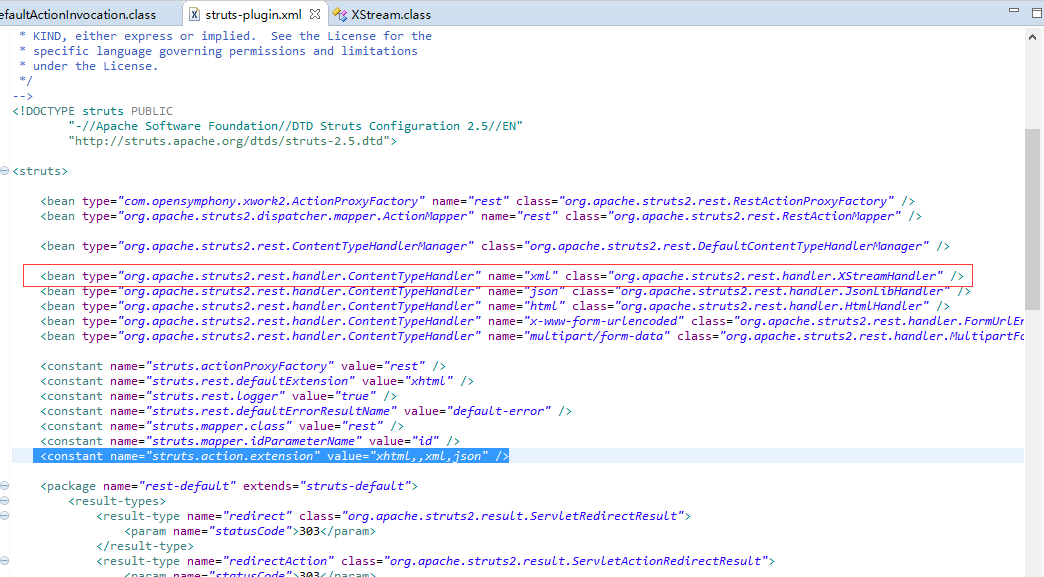 efaultActionInvocation.class struts-plugin.xml XStream.class
* KIND, either express or implied.  See the License for the
* specific language governing permissions and limitations
* under the License.
*/
-->
<!DOCTYPE struts PUBLIC
"-//Apache Software Foundation//DTD Struts Configuration 2.5//EN"
"http://struts.apache.org/dtds/struts-2.5.dtd">
<struts>
<bean type="com.opensymphony.xwork2.ActionProxyFactory" name="rest" class="org.apache.struts2.rest.RestActionProxyFactory" />
<bean type="org.apache.struts2.dispatcher.mapper.ActionMapper" name="rest" class="org.apache.struts2.rest.RestActionMapper" />
<bean type="org.apache.struts2.rest.ContentTypeHandlerManager" class="org.apache.struts2.rest.DefaultContentTypeHandlerManager" />
<bean type="org.apache.struts2.rest.handler.ContentTypeHandler" name="xml" class="org.apache.struts2.rest.handler.XStreamHandler" />
<bean type="org.apache.struts2.rest.handler.ContentTypeHandler" name="json" class="org.apache.struts2.rest.handler.JsonLibHandler" />
<bean type="org.apache.struts2.rest.handler.ContentTypeHandler" name="html" class="org.apache.struts2.rest.handler.HtmlHandler" />
<bean type="org.apache.struts2.rest.handler.ContentTypeHandler" name="x-www-form-urlencoded" class="org.apache.struts2.rest.handler.FormUrlEn
<bean type="org.apache.struts2.rest.handler.ContentTypeHandler" name="multipart/form-data" class="org.apache.struts2.rest.handler.MultipartFo
<constant name="struts.actionProxyFactory" value="rest" />
<constant name="struts.rest.defaultExtension" value="xhtml" />
<constant name="struts.rest.logger" value="true" />
<constant name="struts.rest.defaultErrorResultName" value="default-error" />
<constant name="struts.mapper.class" value="rest" />
<constant name="struts.mapper.idParameterName" value="id" />
<constant name="struts.action.extension" value="xhtml,,xml,json" />
<package name="rest-default" extends="struts-default">
<result-types>
<result-type name="redirect" class="org.apache.struts2.result.ServletRedirectResult">
<param name="statusCode">303</param>
</result-type>
<result-type name="redirectAction" class="org.apache.struts2.result.ServletActionRedirectResult">
<param name="statusCode">303</param>